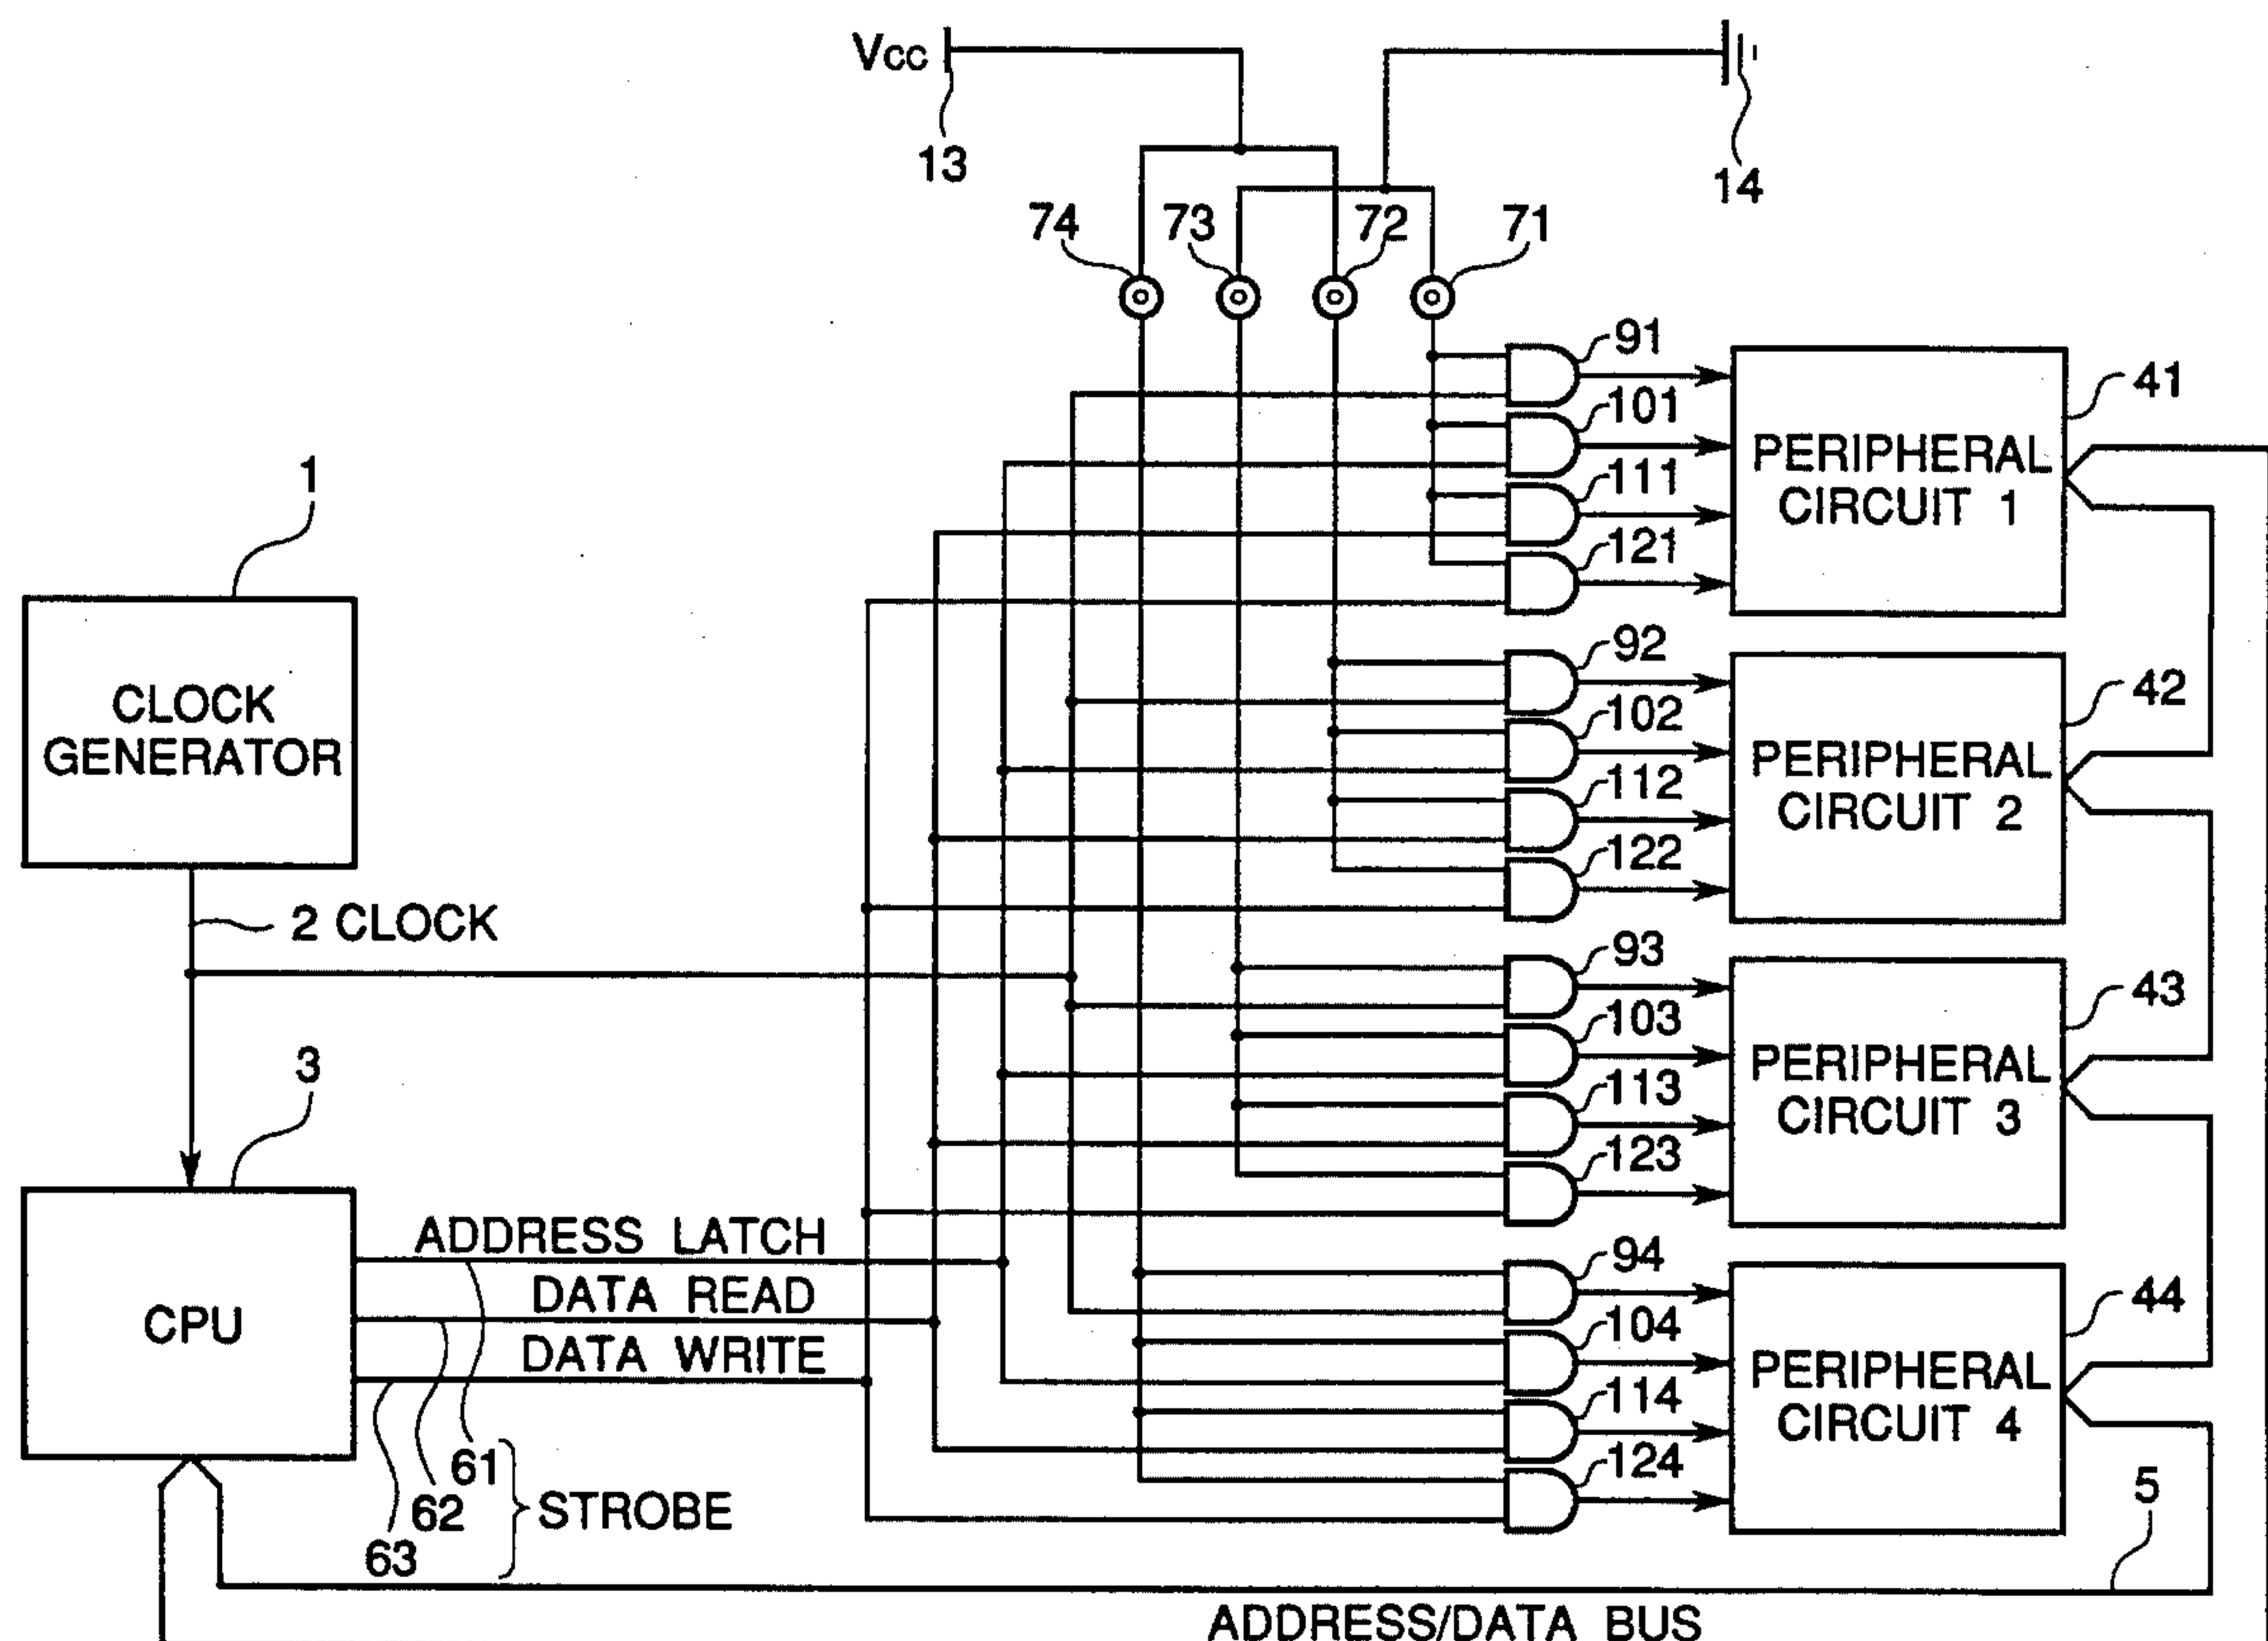 Vcc
13
14
74
73
72
71
91
101
111
121
PERIPHERAL
CIRCUIT 1
41
1
CLOCK
GENERATOR
2 CLOCK
92
102
112
122
PERIPHERAL
CIRCUIT 2
42
93
103
113
123
PERIPHERAL
CIRCUIT 3
43
3
CPU
ADDRESS LATCH
DATA READ
DATA WRITE
61
62
63
STROBE
94
104
114
124
PERIPHERAL
CIRCUIT 4
44
5
ADDRESS/DATA BUS